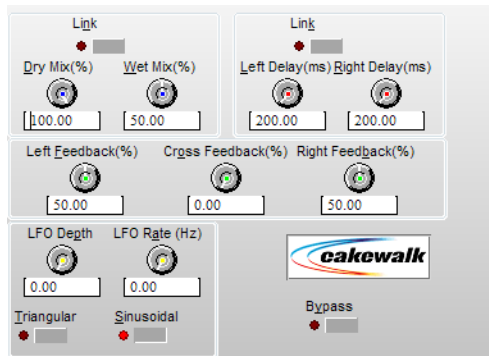 Link Link
Dry Mix(%) Wet Mix(%) Left Delay(ms) Right Delay(ms)
100.00 50.00 200.00 200.00
Left Feedback(%) Cross Feedback(%) Right Feedback(%)
50.00 0.00 50.00
LFO Depth LFO Rate (Hz)
cakewalk
0.00 0.00
Bypass
Triangular Sinusoidal